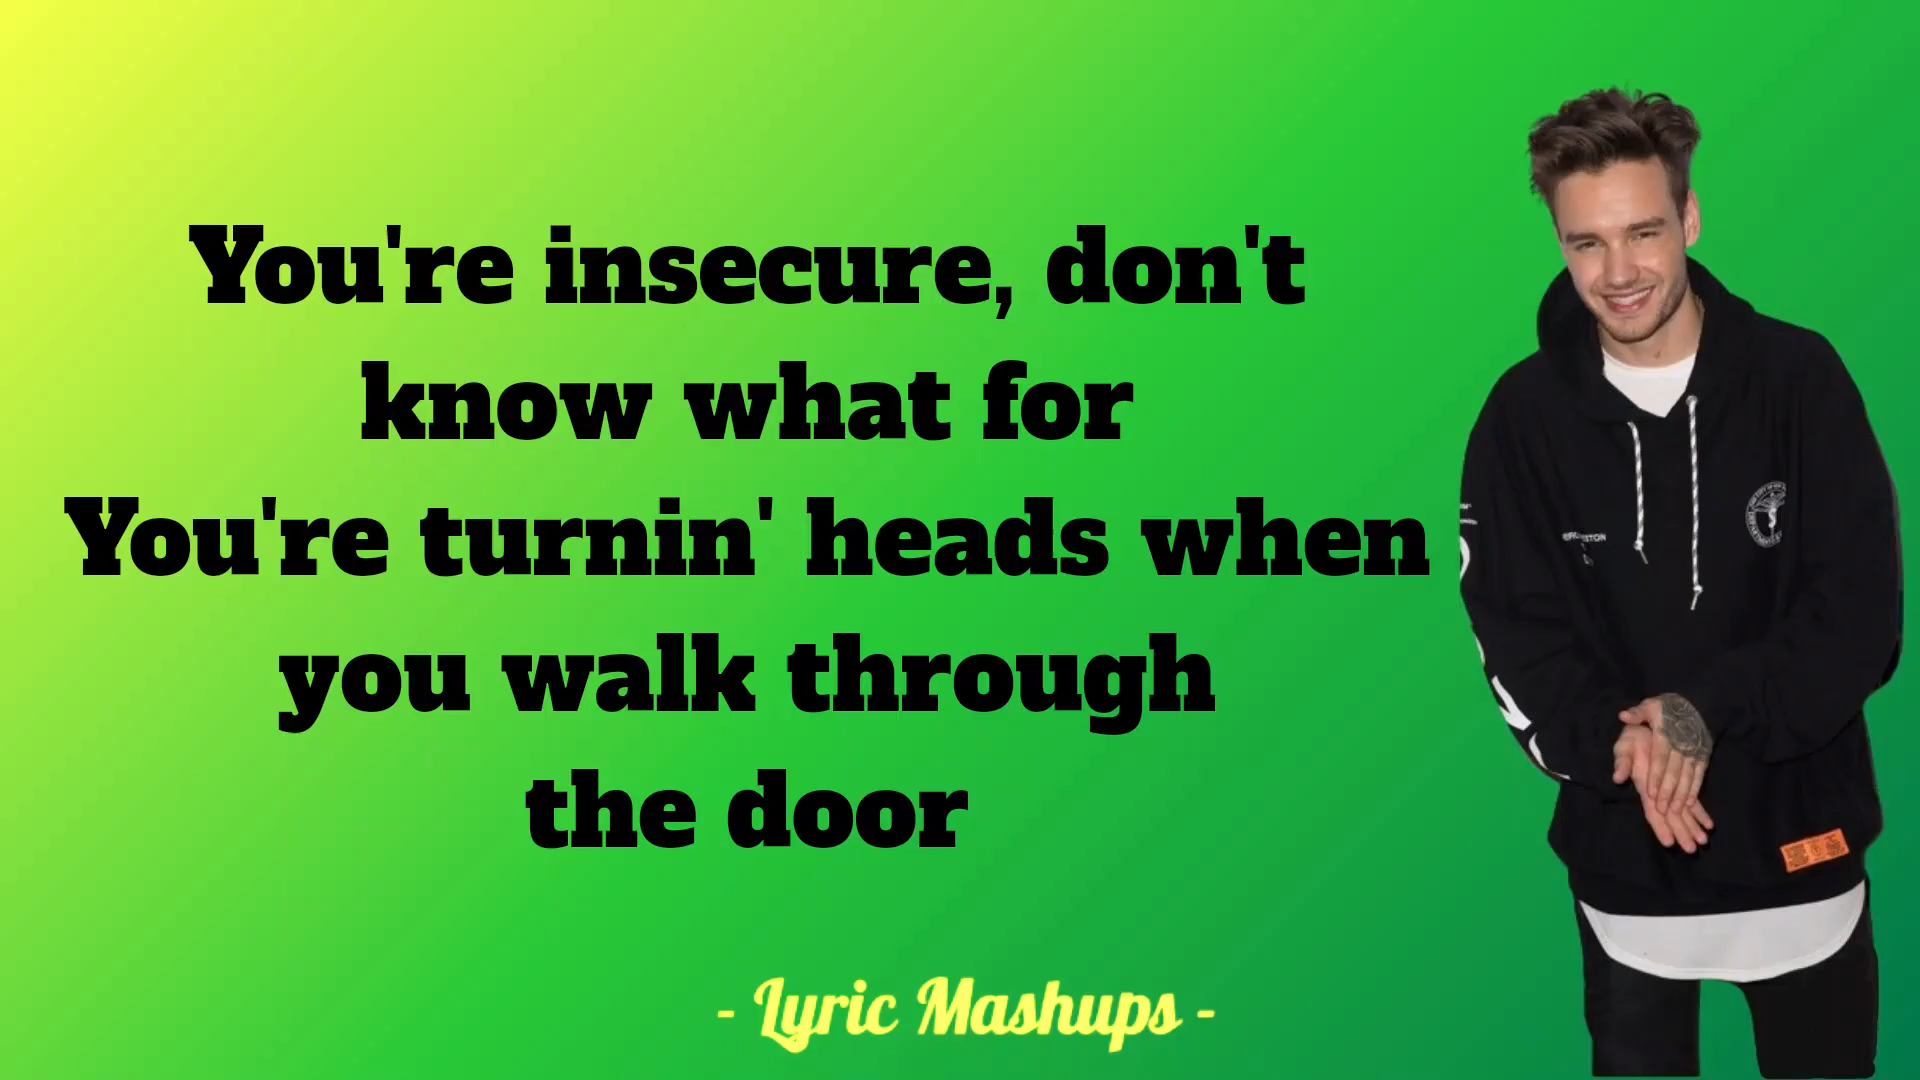 You're insecure, don't
know what for
You're turnin' heads when
you walk through
the door
- Lyric Mashups -